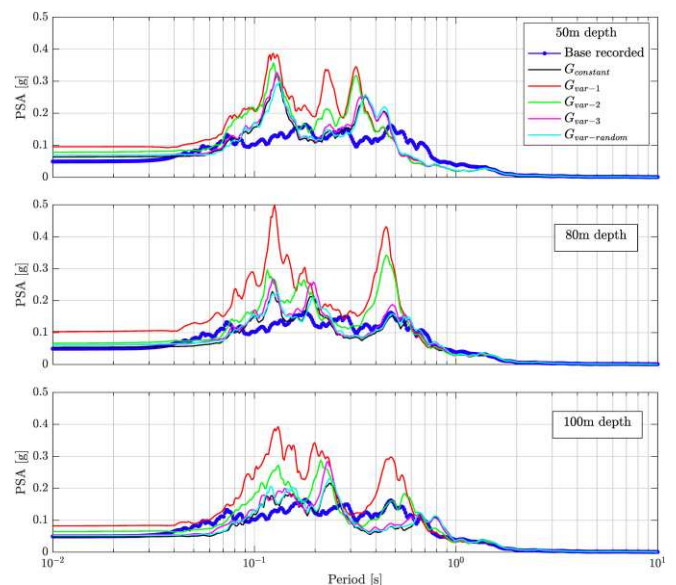 0.5
0.4
0.3
0.2
0.1
0
PSA [g]
50m depth
Base recorded
G_constant
G_var-1
G_var-2
G_var-3
G_var-random
0.5
0.4
0.3
0.2
0.1
0
PSA [g]
80m depth
0.5
0.4
0.3
0.2
0.1
0
PSA [g]
100m depth
10^-2
10^-1
10^0
10^1
Period [s]